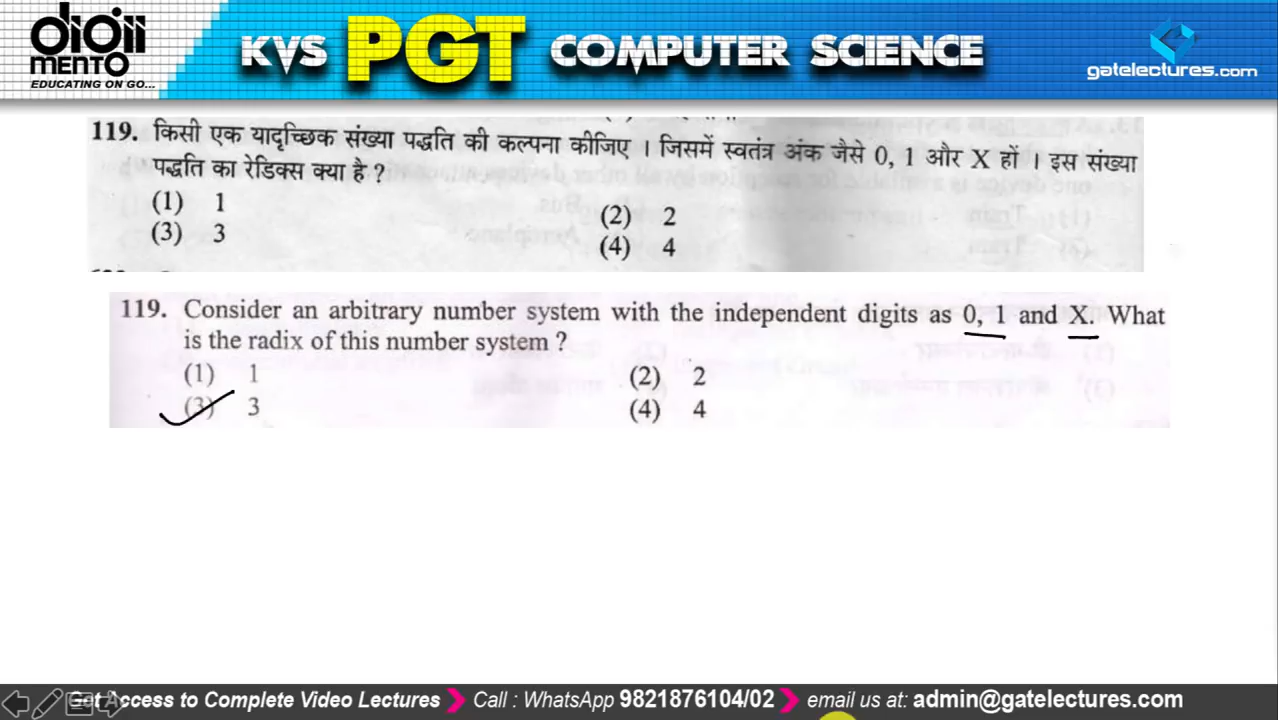 digii
MENTO
EDUCATING ON GO...
KVS PGT COMPUTER SCIENCE
gatelectures.com
119. किसी एक यादृच्छिक संख्या पद्धति की कल्पना कीजिए । जिसमें स्वतंत्र अंक जैसे 0, 1 और X हों । इस संख्या
पद्धति का रेडिक्स क्या है ?
(1) 1
(2) 2
(3) 3
(4) 4
119. Consider an arbitrary number system with the independent digits as 0, 1 and X. What
is the radix of this number system ?
(1) 1
(2) 2
(3) 3
(4) 4
Get Access to Complete Video Lectures Call : WhatsApp 9821876104/02 email us at: admin@gatelectures.com